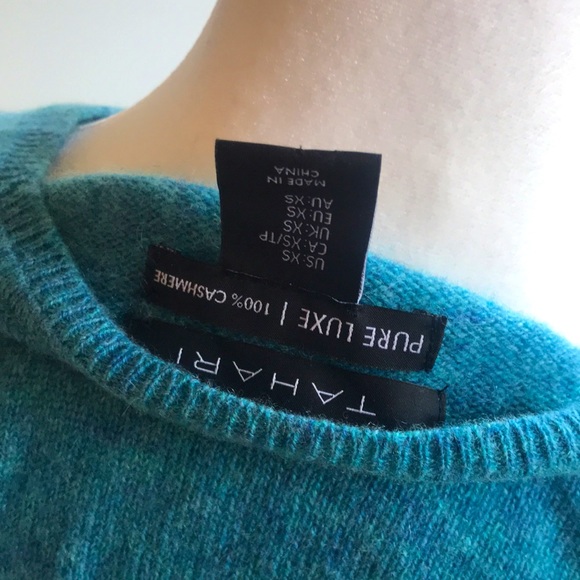 TAHARI
PURE LUXE | 100% CASHMERE
US:XS
CA:XS/TP
UK:XS
EU:XS
AU:XS
MADE IN
CHINA